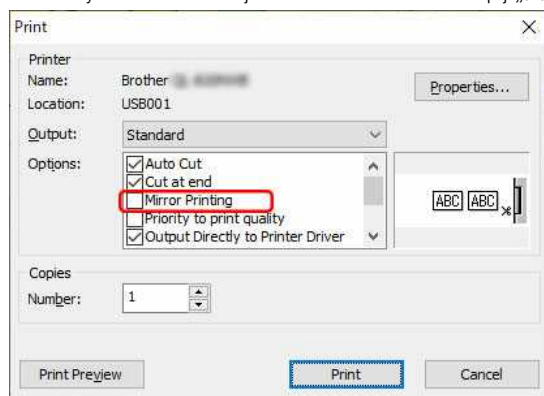 Print
Printer
Name: Brother
Properties...
Location: USB001
Output: Standard
Options:
Auto Cut
Cut at end
Mirror Printing
Priority to print quality
Output Directly to Printer Driver
ABC ABC
Copies
Number: 1
Print Preview Print Cancel